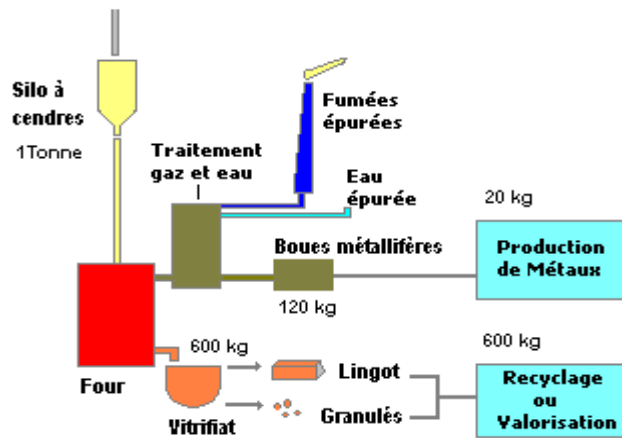 Silo à
cendres
1Tonne
Fumées
épurées
Traitement
gaz et eau
Eau
épurée
20 kg
Boues métallifères
Production
de Métaux
120 kg
600 kg
600 kg
Four
Lingot
Recyclage
ou
Valorisation
Vitrifiat
Granulés